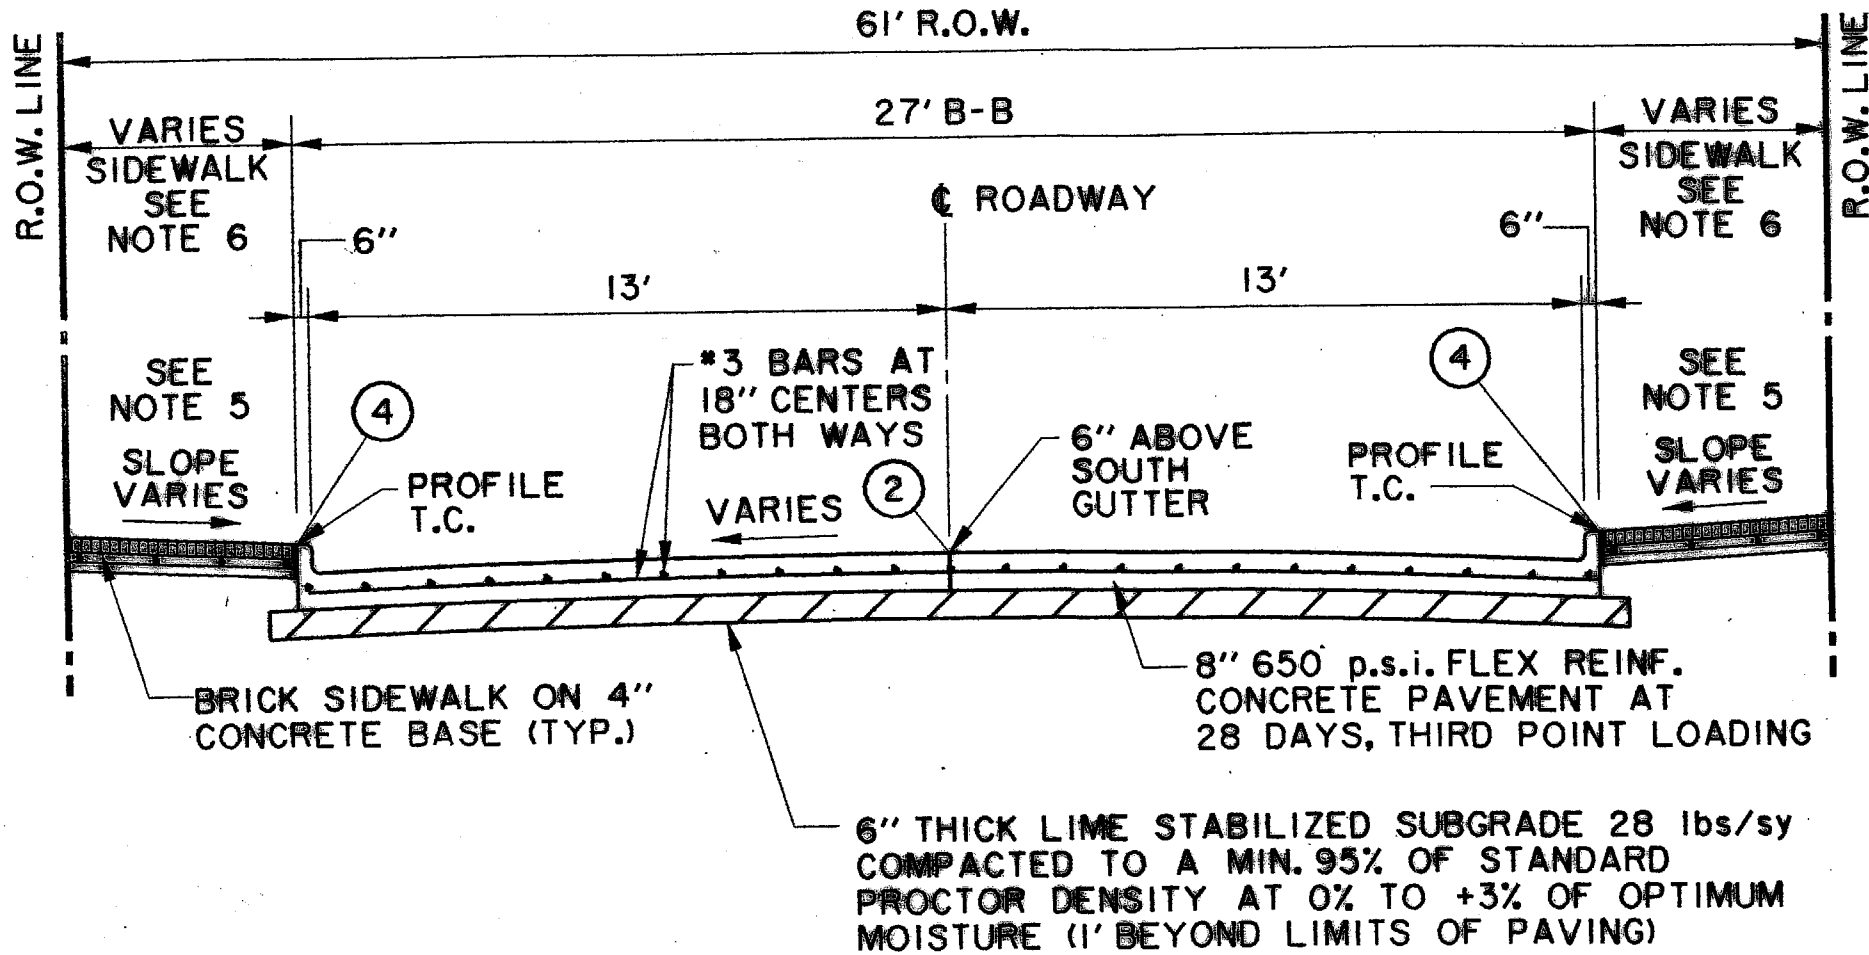 61' R.O.W.
R.O.W. LINE
R.O.W. LINE
27' B-B
VARIES
SIDEWALK
SEE
NOTE 6
VARIES
SIDEWALK
SEE
NOTE 6
℄ ROADWAY
6"
6"
13'
13'
SEE
NOTE 5
4
#3 BARS AT
18" CENTERS
BOTH WAYS
4
SEE
NOTE 5
SLOPE
VARIES
PROFILE
T.C.
VARIES
2
6" ABOVE
SOUTH
GUTTER
PROFILE
T.C.
SLOPE
VARIES
BRICK SIDEWALK ON 4"
CONCRETE BASE (TYP.)
8" 650 p.s.i. FLEX REINF.
CONCRETE PAVEMENT AT
28 DAYS, THIRD POINT LOADING
6" THICK LIME STABILIZED SUBGRADE 28 lbs/sy
COMPACTED TO A MIN. 95% OF STANDARD
PROCTOR DENSITY AT 0% TO +3% OF OPTIMUM
MOISTURE (1' BEYOND LIMITS OF PAVING)